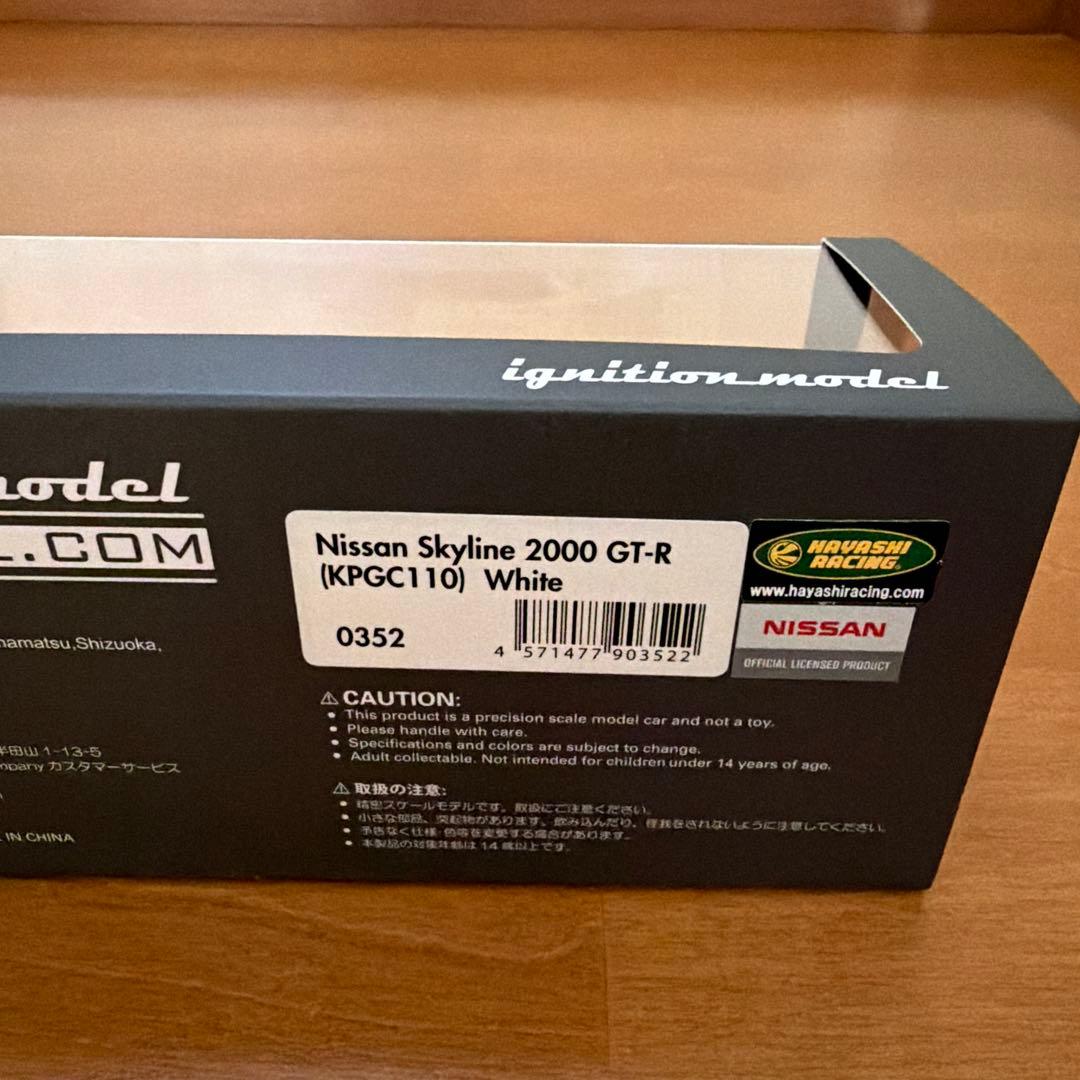 ignition model
model
.COM
Nissan Skyline 2000 GT-R
(KPGC110) White
0352
4 571477 903522
HAYASHI
RACING
www.hayashiracing.com
NISSAN
OFFICIAL LICENSED PRODUCT
hamamatsu,Shizuoka,
半田山 1-13-5
mpany カスタマーサービス
IN CHINA
⚠ CAUTION:
• This product is a precision scale model car and not a toy.
• Please handle with care.
• Specifications and colors are subject to change.
• Adult collectable. Not intended for children under 14 years of age.
⚠ 取扱の注意:
• 精密スケールモデルです。取扱にご注意ください。
• 小さな部品、突起物があります。飲み込んだり、怪我をされないように注意してください。
• 予告なく仕様・色等を変更する場合があります。
• 本製品の対象年齢は14歳以上です。